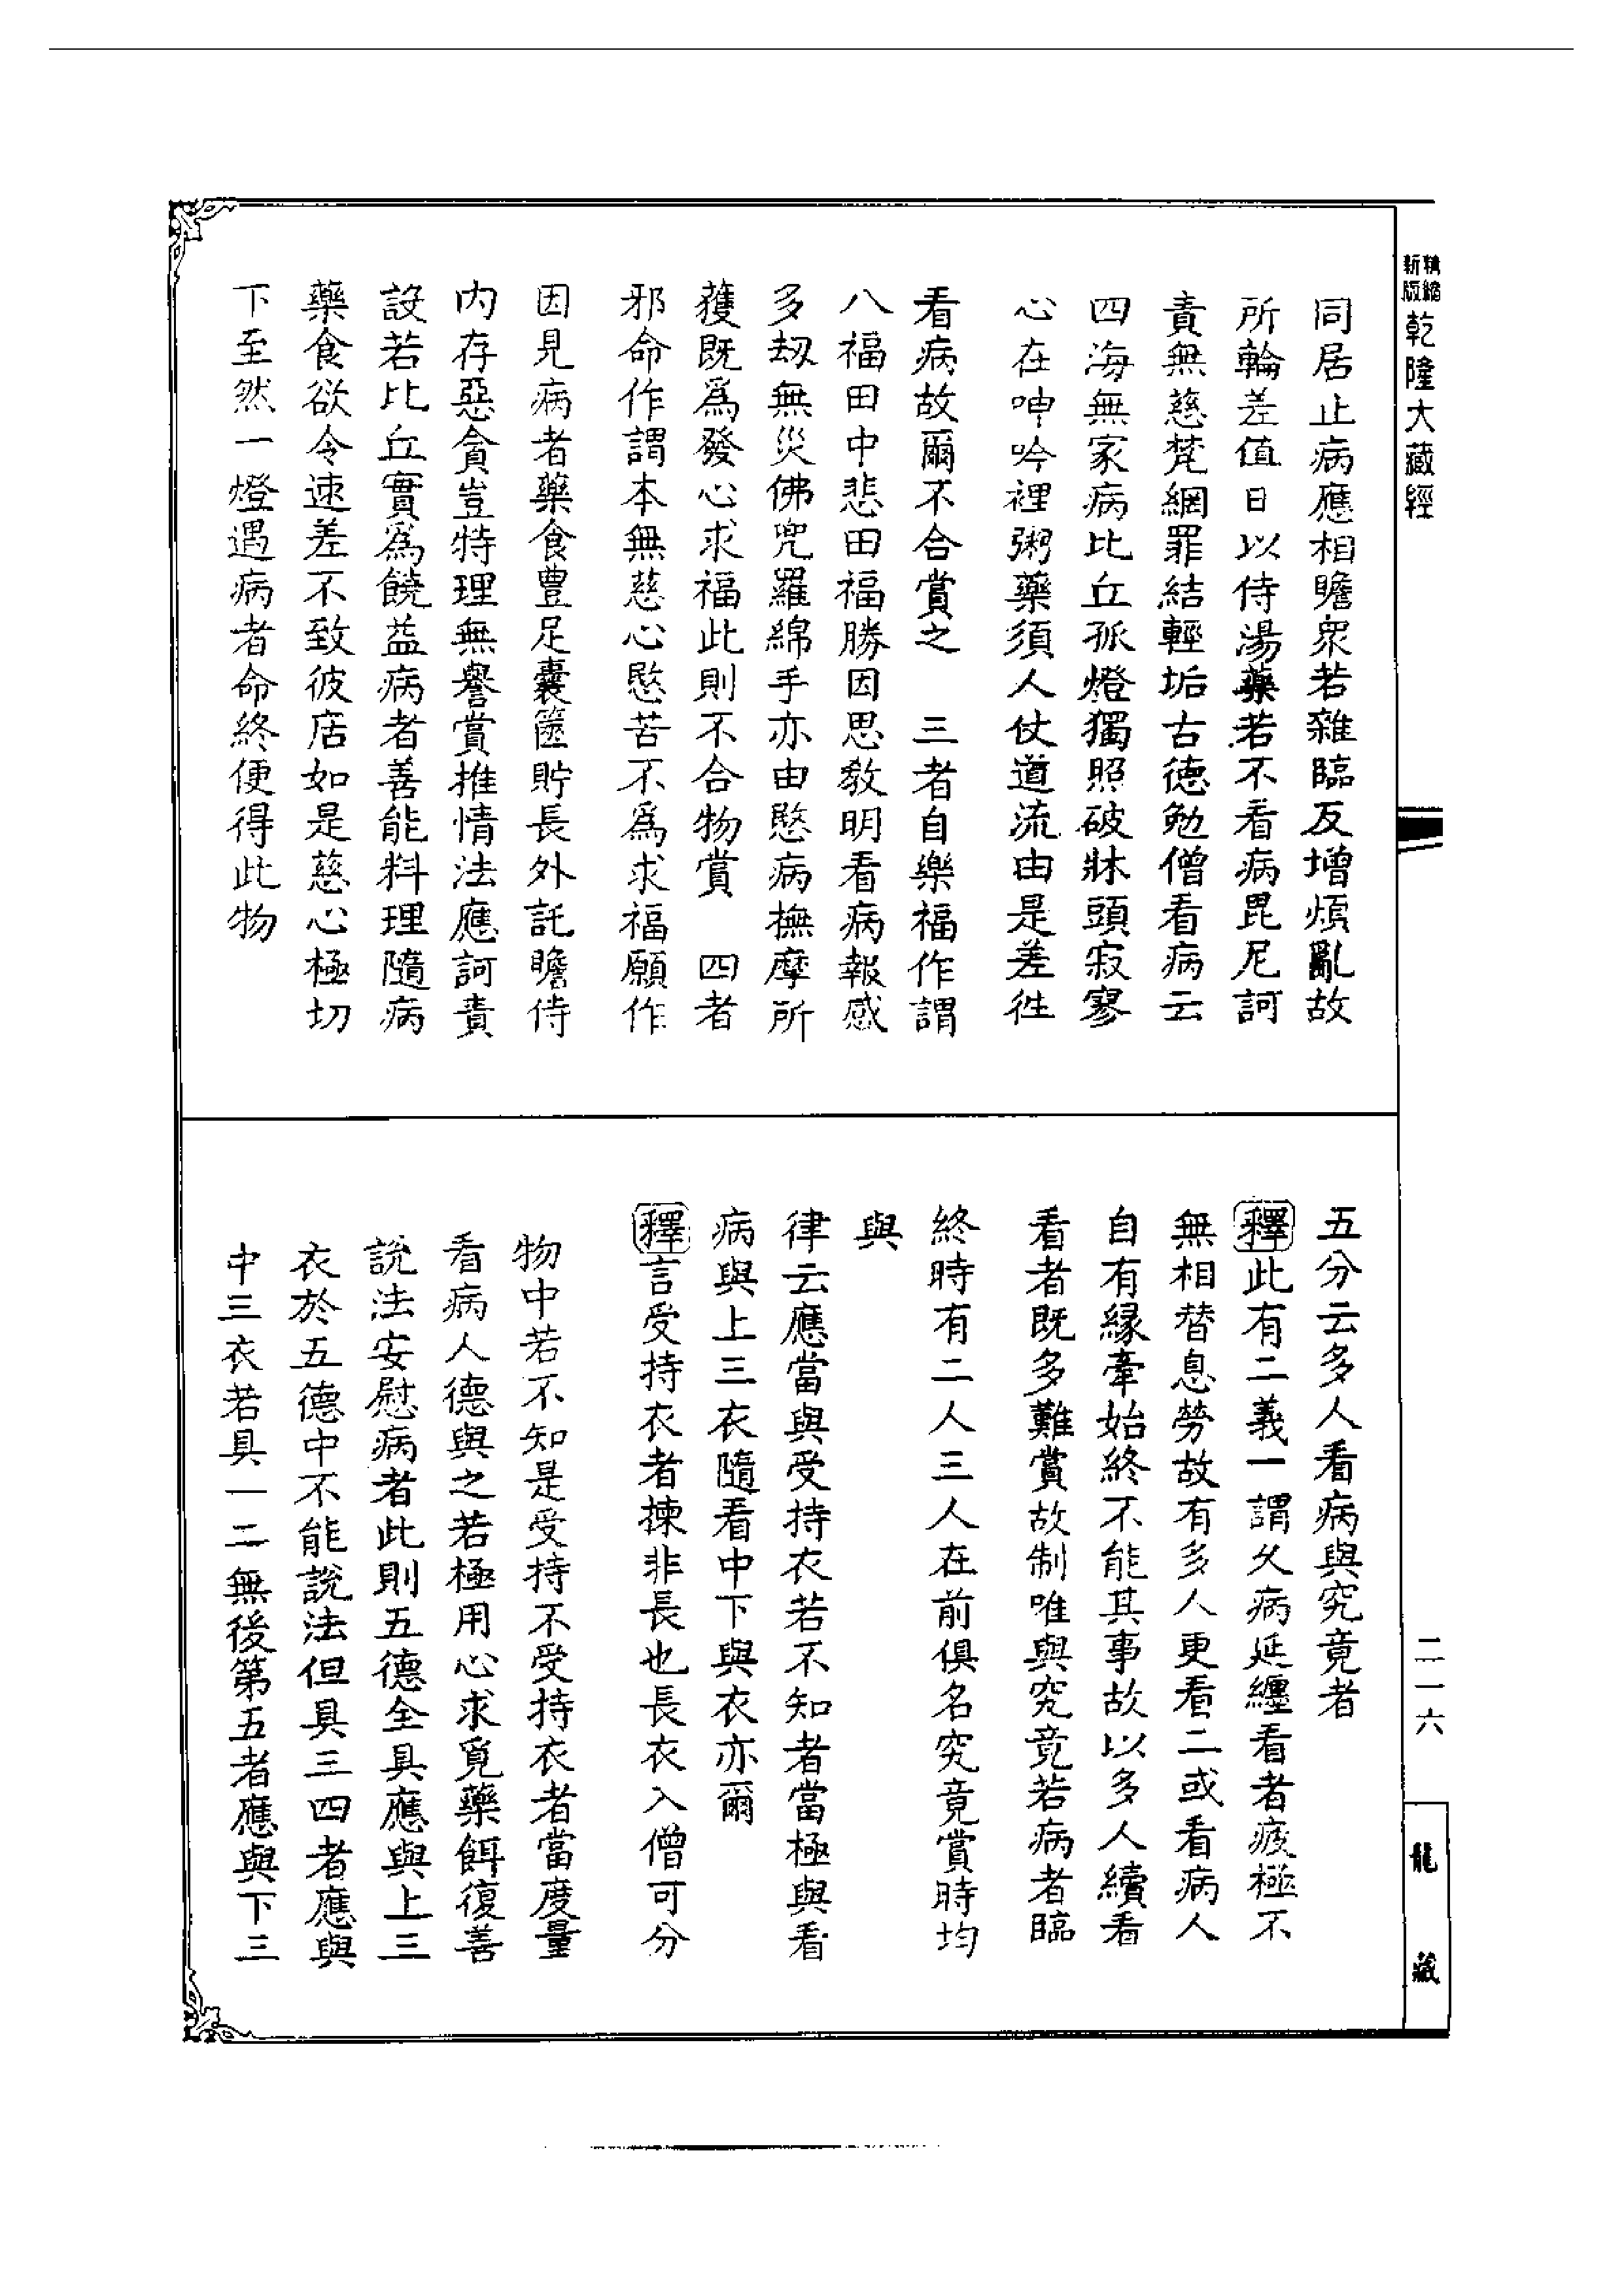 精縮
新版
乾隆大藏經
同居止病應相瞻衆若雜臨反增煩亂故
所輪差值日以侍湯藥若不看病毘尼訶
責無慈梵網罪結輕垢古德勉僧看病云
四海無家病比丘孤燈獨照破牀頭寂寥
心在呻吟裡粥藥須人仗道流由是差往
看病故爾不合賞之　三者自樂福作謂
八福田中悲田福勝因思教明看病報感
多刼無災佛兜羅綿手亦由愍病撫摩所
獲既爲發心求福此則不合物賞　四者
邪命作謂本無慈心愍苦不爲求福願作
因見病者藥食豊足囊篋貯長外託瞻侍
內存惡貪豈特理無譽賞推情法應訶責
設若比丘實爲饒益病者善能料理隨病
藥食欲令速差不致彼店如是慈心極切
下至然一燈遇病者命終便得此物
五分云多人看病與究竟者
釋此有二義一謂久病延纏看者疲極不
無相替息勞故有多人更看二或看病人
自有緣牽始終不能其事故以多人續看
看者既多難賞故制唯與究竟若病者臨
終時有二人三人在前俱名究竟賞時均
與
律云應當與受持衣若不知者當極與看
病與上三衣隨看中下與衣亦爾
釋言受持衣者揀非長也長衣入僧可分
物中若不知是受持不受持衣者當度量
看病人德與之若極用心求覓藥餌復善
說法安慰病者此則五德全具應與上三
衣於五德中不能說法但具三四者應與
中三衣若具一二無後第五者應與下三
二一六
龍藏